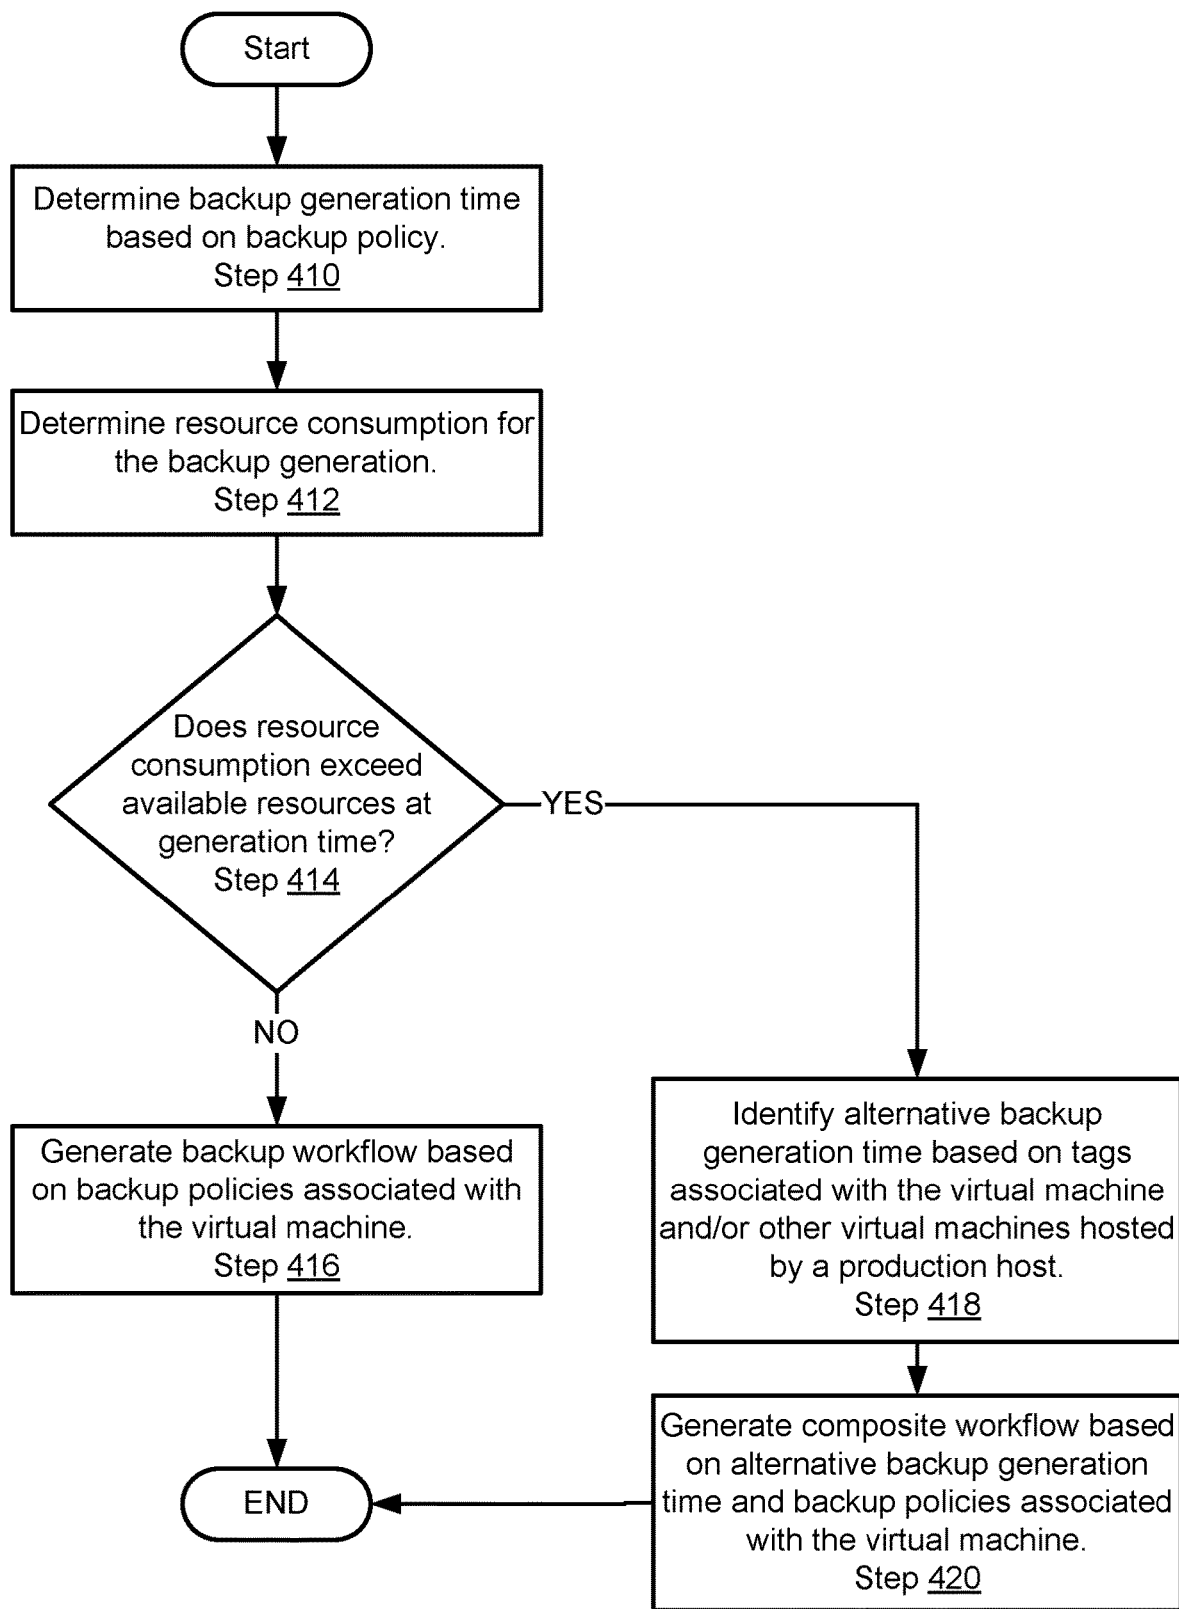 Start
Determine backup generation time
based on backup policy.
Step 410
Determine resource consumption for
the backup generation.
Step 412
Does resource
consumption exceed
available resources at
generation time?
Step 414
YES
NO
Generate backup workflow based
on backup policies associated with
the virtual machine.
Step 416
Identify alternative backup
generation time based on tags
associated with the virtual machine
and/or other virtual machines hosted
by a production host.
Step 418
Generate composite workflow based
on alternative backup generation
time and backup policies associated
with the virtual machine.
Step 420
END